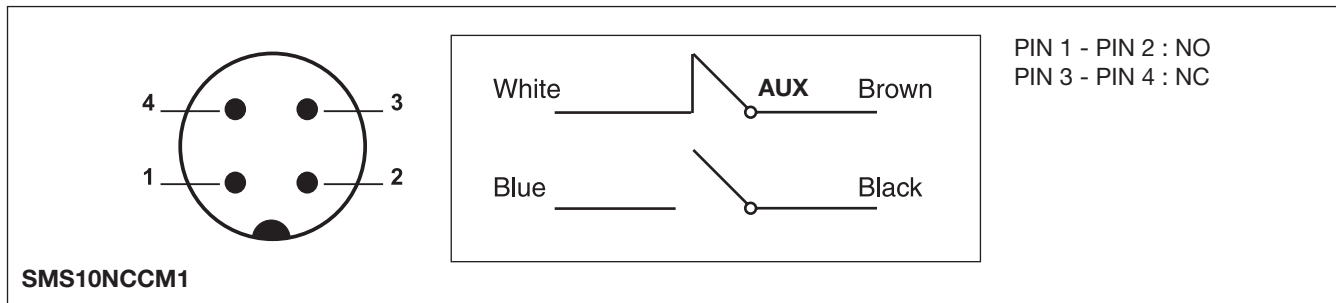 4 3
1 2
SMS10NCCM1
White AUX Brown
Blue Black
PIN 1 - PIN 2 : NO
PIN 3 - PIN 4 : NC